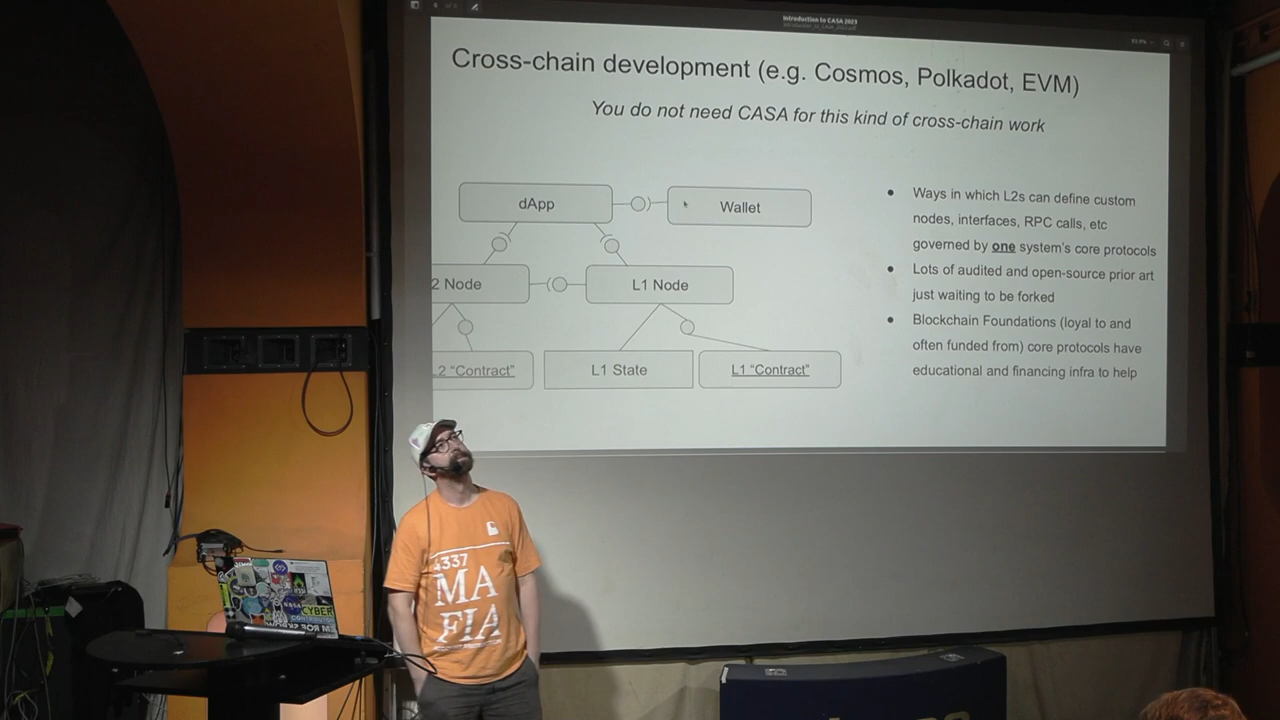 Introduction to CASA 2023
Cross-chain development (e.g. Cosmos, Polkadot, EVM)
You do not need CASA for this kind of cross-chain work
dApp
Wallet
2 Node
L1 Node
2 "Contract"
L1 State
L1 "Contract"
Ways in which L2s can define custom
nodes, interfaces, RPC calls, etc
governed by one system's core protocols
Lots of audited and open-source prior art
just waiting to be forked
Blockchain Foundations (loyal to and
often funded from) core protocols have
educational and financing infra to help
4337
MA
FIA
CYBER